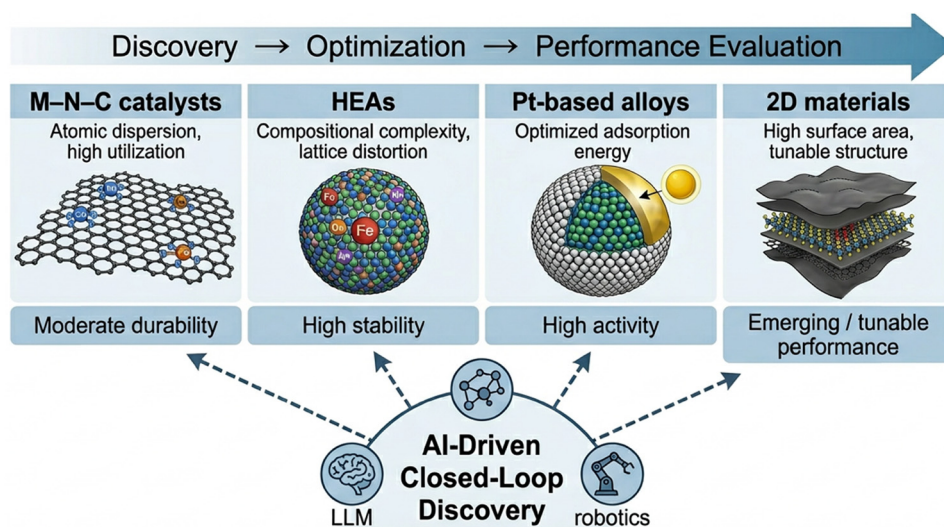 Discovery → Optimization → Performance Evaluation
M–N–C catalysts
Atomic dispersion,
high utilization
HEAs
Compositional complexity,
lattice distortion
Fe
Pt-based alloys
Optimized adsorption
energy
2D materials
High surface area,
tunable structure
Moderate durability
High stability
High activity
Emerging / tunable
performance
AI-Driven
Closed-Loop
Discovery
LLM
robotics